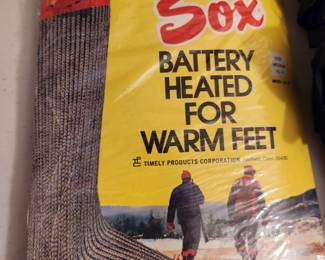 Sox
BATTERY
HEATED
FOR
WARM FEET
TIMELY PRODUCTS CORPORATION